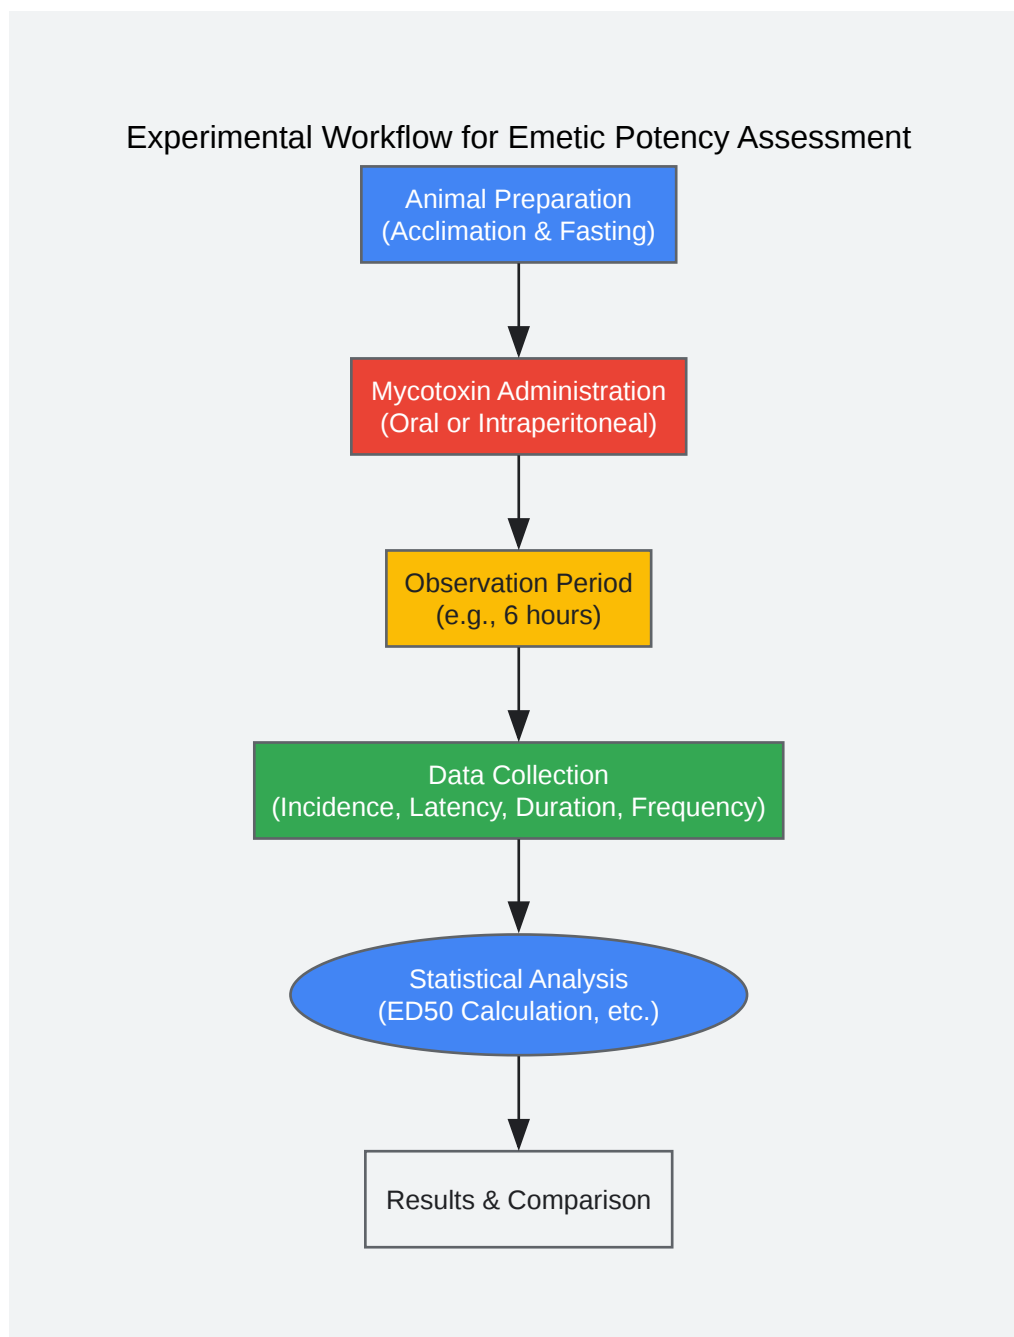 Experimental Workflow for Emetic Potency Assessment
Animal Preparation
(Acclimation & Fasting)
Mycotoxin Administration
(Oral or Intraperitoneal)
Observation Period
(e.g., 6 hours)
Data Collection
(Incidence, Latency, Duration, Frequency)
Statistical Analysis
(ED50 Calculation, etc.)
Results & Comparison